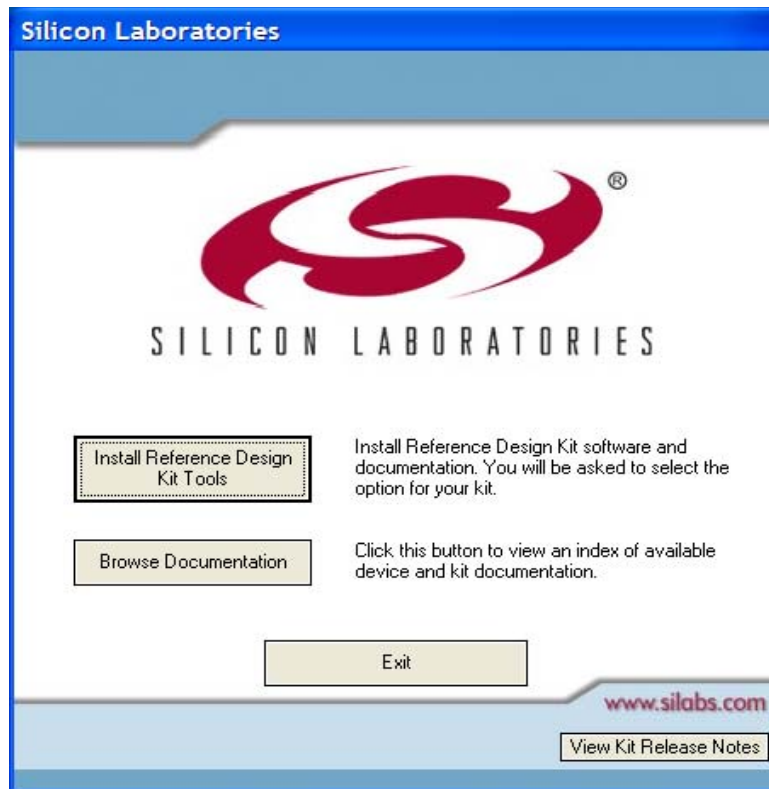 Silicon Laboratories
®
SILICON LABORATORIES
Install Reference Design
Kit Tools
Install Reference Design Kit software and
documentation. You will be asked to select the
option for your kit.
Browse Documentation
Click this button to view an index of available
device and kit documentation.
Exit
www.silabs.com
View Kit Release Notes